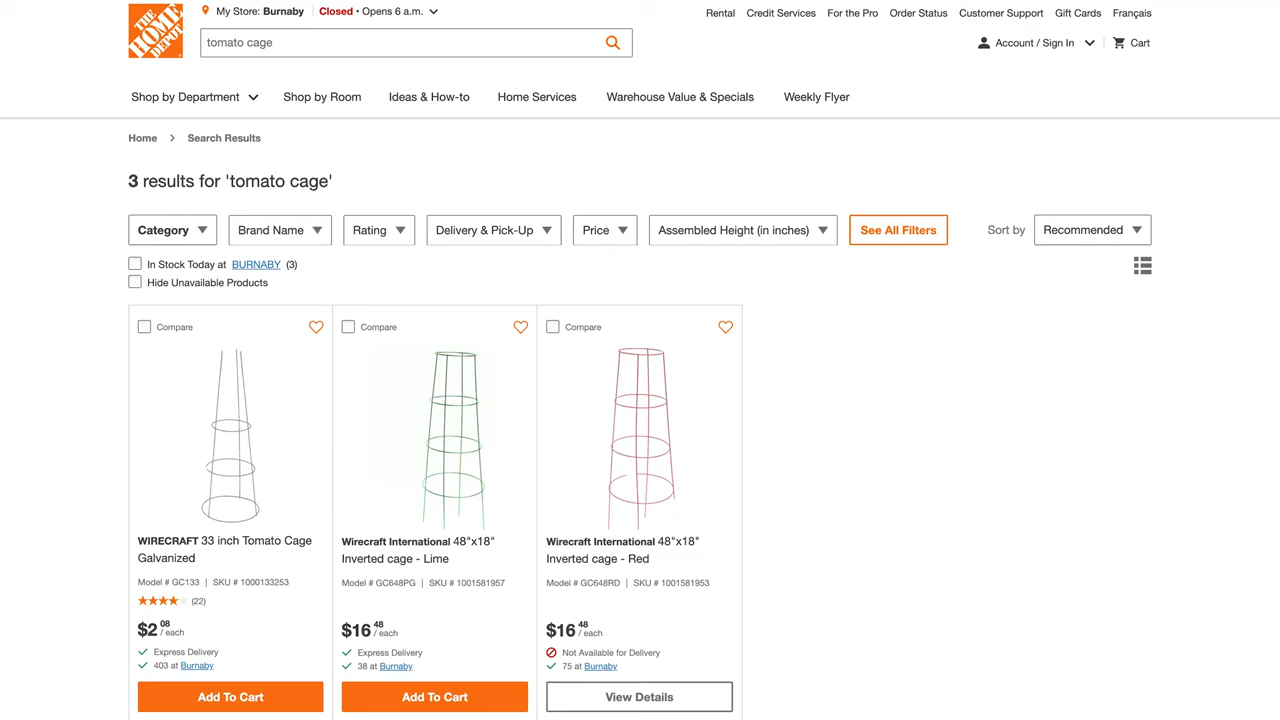 THE HOME DEPOT
My Store: Burnaby
Closed • Opens 6 a.m.
Rental
Credit Services
For the Pro
Order Status
Customer Support
Gift Cards
Français
tomato cage
Account / Sign In
Cart
Shop by Department
Shop by Room
Ideas & How-to
Home Services
Warehouse Value & Specials
Weekly Flyer
Home
Search Results
3 results for 'tomato cage'
Category
Brand Name
Rating
Delivery & Pick-Up
Price
Assembled Height (in inches)
See All Filters
Sort by
Recommended
In Stock Today at BURNABY (3)
Hide Unavailable Products
Compare
WIRECRAFT 33 inch Tomato Cage
Galvanized
Model # GC133 | SKU # 1000133253
(22)
$2 08 / each
Express Delivery
403 at Burnaby
Add To Cart
Compare
Wirecraft International 48"x18"
Inverted cage - Lime
Model # GC648PG | SKU # 1001581957
$16 48 / each
Express Delivery
38 at Burnaby
Add To Cart
Compare
Wirecraft International 48"x18"
Inverted cage - Red
Model # GC648RD | SKU # 1001581953
$16 48 / each
Not Available for Delivery
75 at Burnaby
View Details